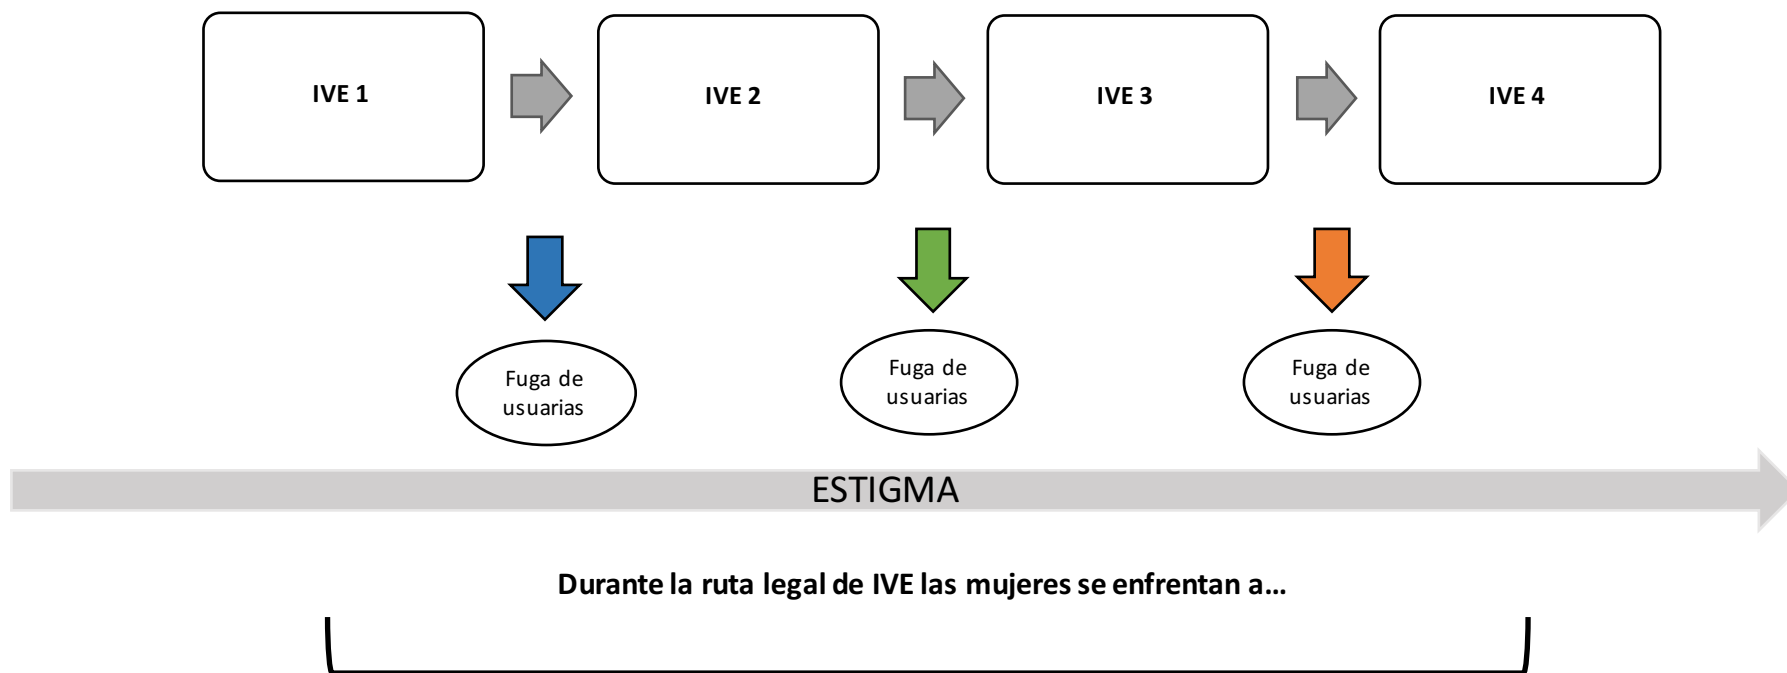 IVE 1
IVE 2
IVE 3
IVE 4
Fuga de
usuarias
Fuga de
usuarias
Fuga de
usuarias
ESTIGMA
Durante la ruta legal de IVE las mujeres se enfrentan a...